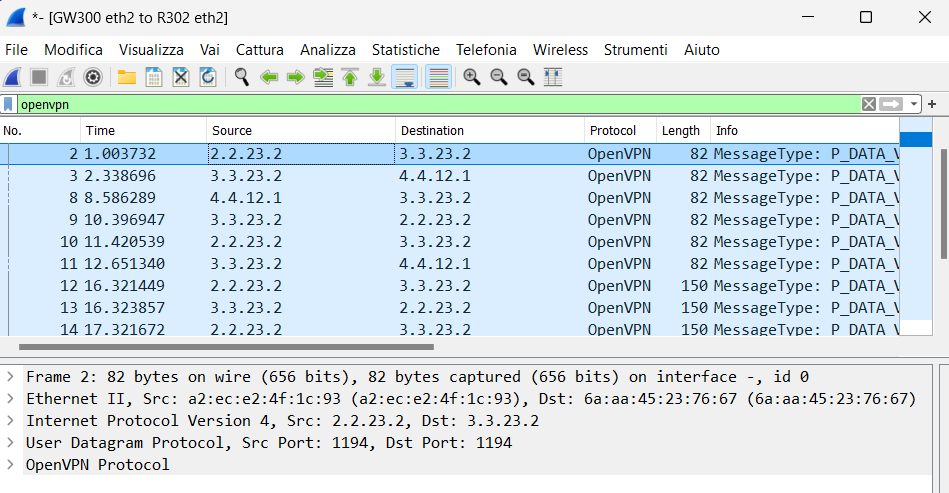 *- [GW300 eth2 to R302 eth2]
File Modifica Visualizza Vai Cattura Analizza Statistiche Telefonia Wireless Strumenti Aiuto
openvpn
No. Time Source Destination Protocol Length Info
2 1.003732 2.2.23.2 3.3.23.2 OpenVPN 82 MessageType: P_DATA_V
3 2.338696 3.3.23.2 4.4.12.1 OpenVPN 82 MessageType: P_DATA_V
8 8.586289 4.4.12.1 3.3.23.2 OpenVPN 82 MessageType: P_DATA_V
9 10.396947 3.3.23.2 2.2.23.2 OpenVPN 82 MessageType: P_DATA_V
10 11.420539 2.2.23.2 3.3.23.2 OpenVPN 82 MessageType: P_DATA_V
11 12.651340 3.3.23.2 4.4.12.1 OpenVPN 82 MessageType: P_DATA_V
12 16.321449 2.2.23.2 3.3.23.2 OpenVPN 150 MessageType: P_DATA_V
13 16.323857 3.3.23.2 2.2.23.2 OpenVPN 150 MessageType: P_DATA_V
14 17.321672 2.2.23.2 3.3.23.2 OpenVPN 150 MessageType: P_DATA_V
Frame 2: 82 bytes on wire (656 bits), 82 bytes captured (656 bits) on interface -, id 0
Ethernet II, Src: a2:ec:e2:4f:1c:93 (a2:ec:e2:4f:1c:93), Dst: 6a:aa:45:23:76:67 (6a:aa:45:23:76:67)
Internet Protocol Version 4, Src: 2.2.23.2, Dst: 3.3.23.2
User Datagram Protocol, Src Port: 1194, Dst Port: 1194
OpenVPN Protocol